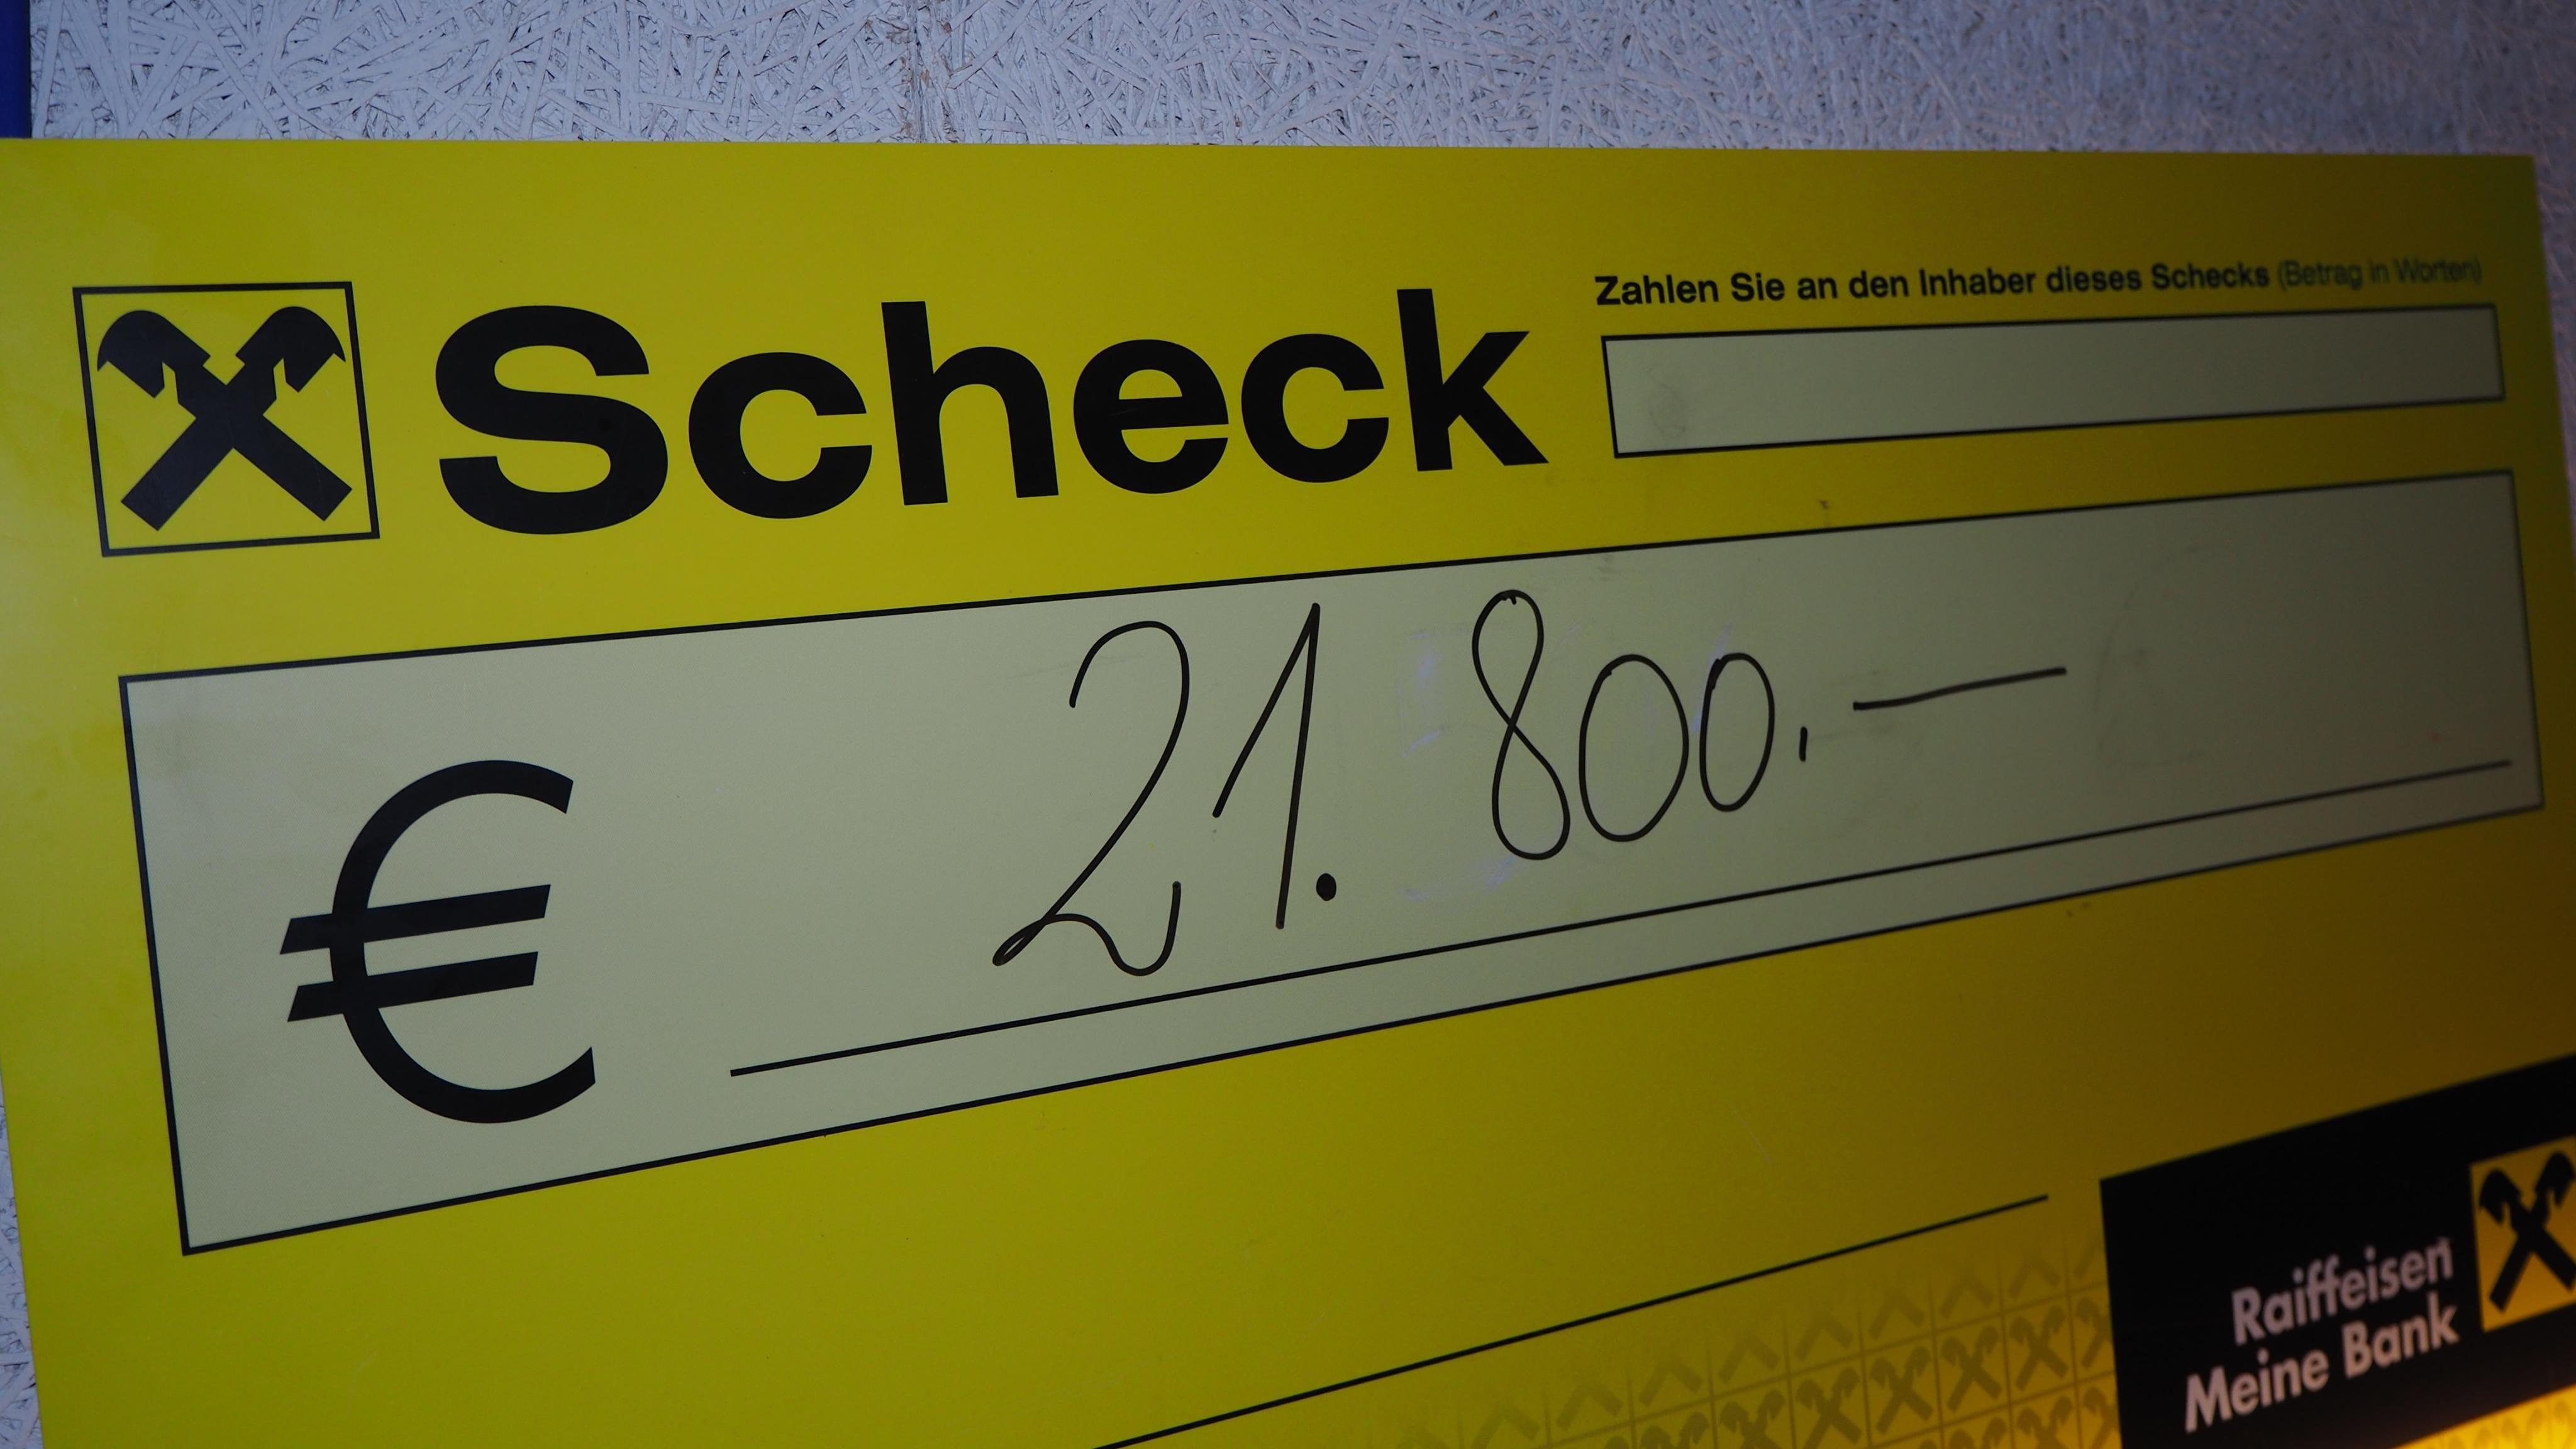 Scheck
Zahlen Sie an den Inhaber dieses Schecks (Betrag in Worten)
€ 21.800.—
Raiffeisen
Meine Bank